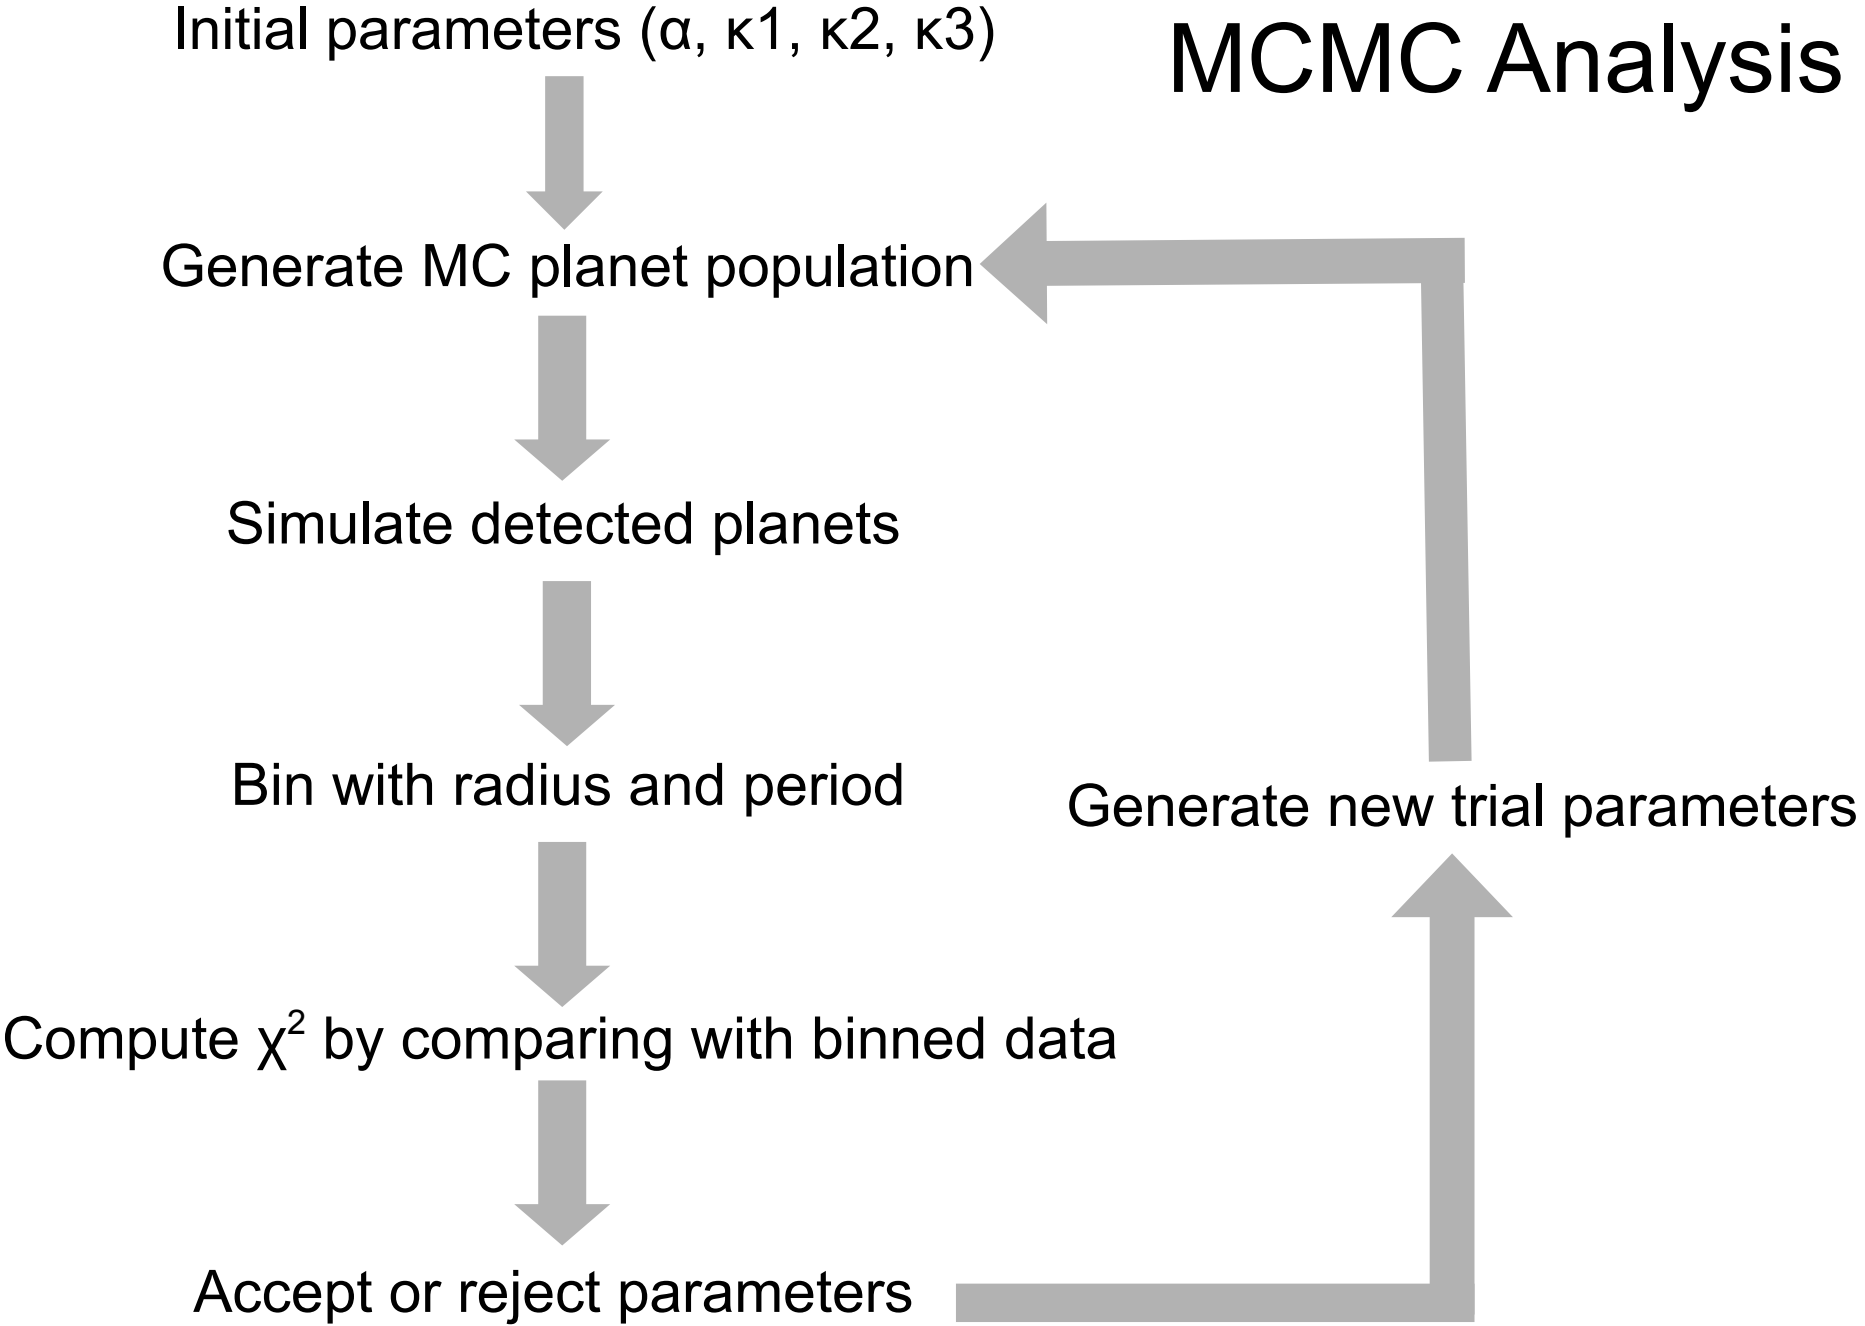 Initial parameters (α, κ1, κ2, κ3)
MCMC Analysis
Generate MC planet population
Simulate detected planets
Bin with radius and period
Generate new trial parameters
Compute χ² by comparing with binned data
Accept or reject parameters